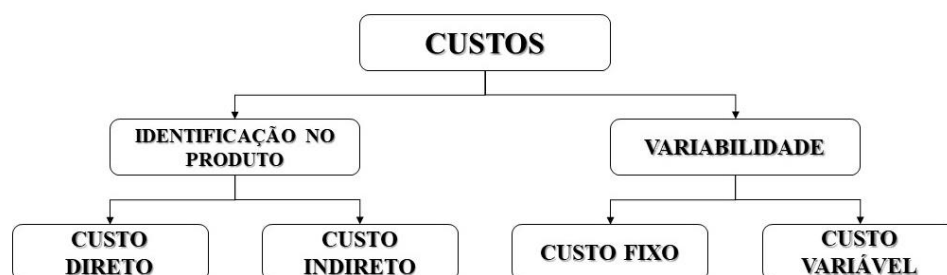 CUSTOS
IDENTIFICAÇÃO NO
PRODUTO
VARIABILIDADE
CUSTO
DIRETO
CUSTO
INDIRETO
CUSTO FIXO
CUSTO
VARIÁVEL